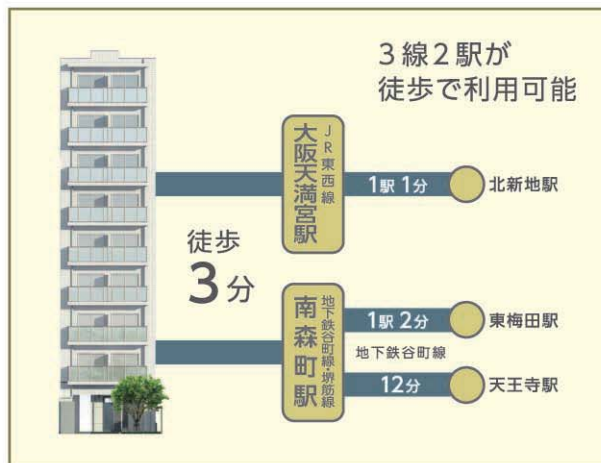 3線2駅が
徒歩で利用可能
JR東西線
大阪天満宮駅
1駅 1分
北新地駅
徒歩
3分
地下鉄谷町線・堺筋線
南森町駅
1駅 2分
東梅田駅
地下鉄谷町線
12分
天王寺駅